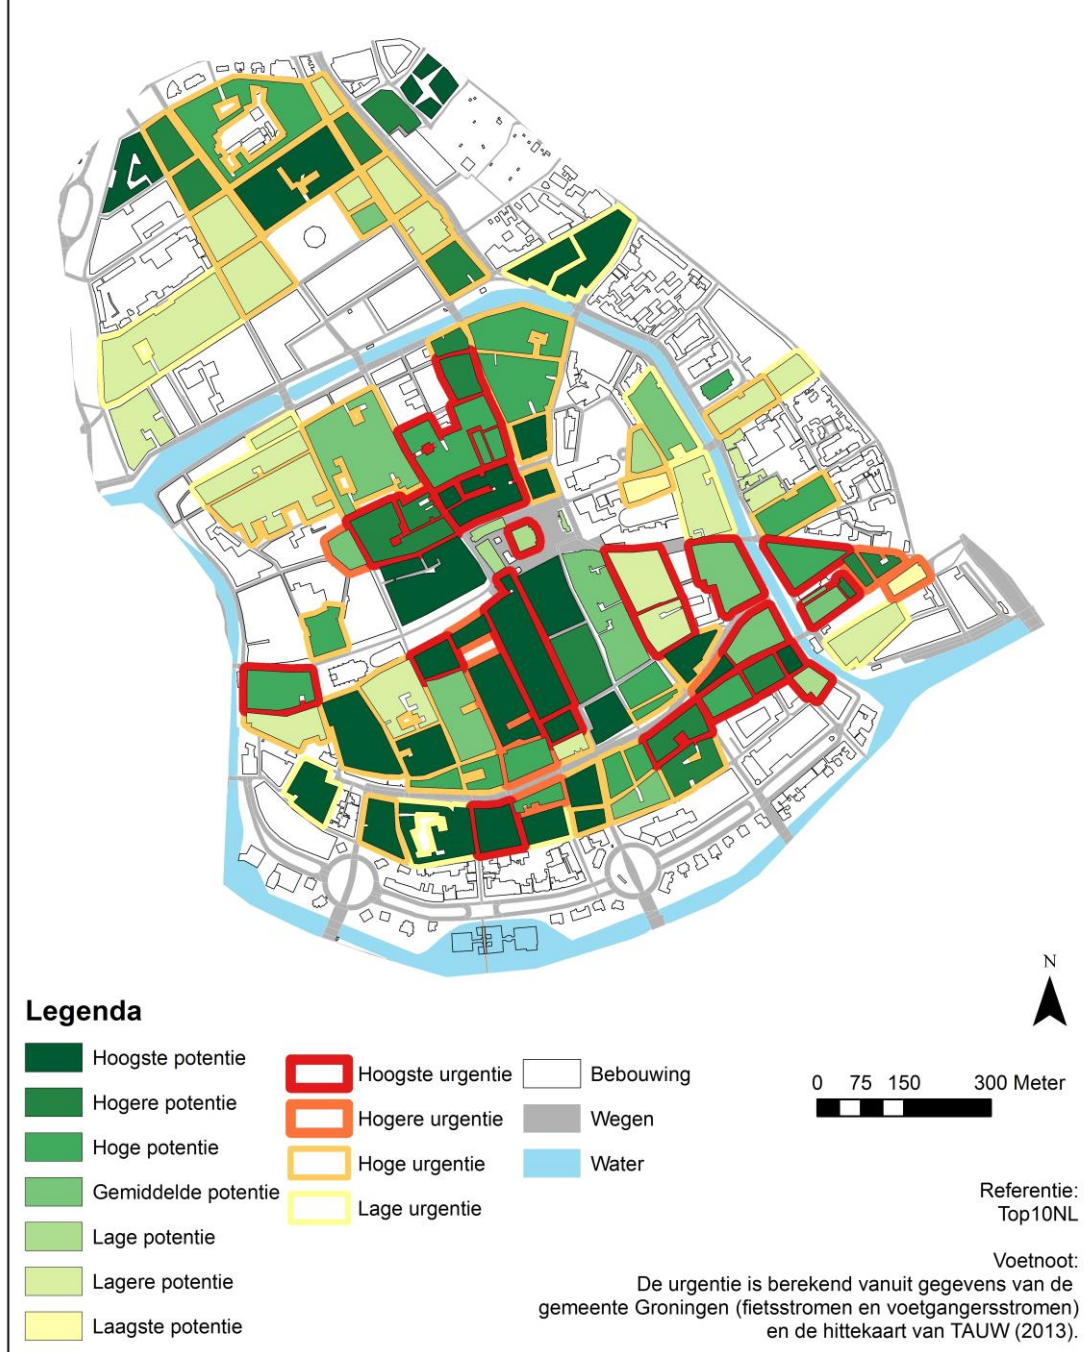 N
Legenda
Hoogste potentie
Hogere potentie
Hoge potentie
Gemiddelde potentie
Lage potentie
Lagere potentie
Laagste potentie
Hoogste urgentie
Hogere urgentie
Hoge urgentie
Lage urgentie
Bebouwing
Wegen
Water
0 75 150 300 Meter
Referentie:
Top10NL
Voetnoot:
De urgentie is berekend vanuit gegevens van de
gemeente Groningen (fietsstromen en voetgangersstromen)
en de hittekaart van TAUW (2013).